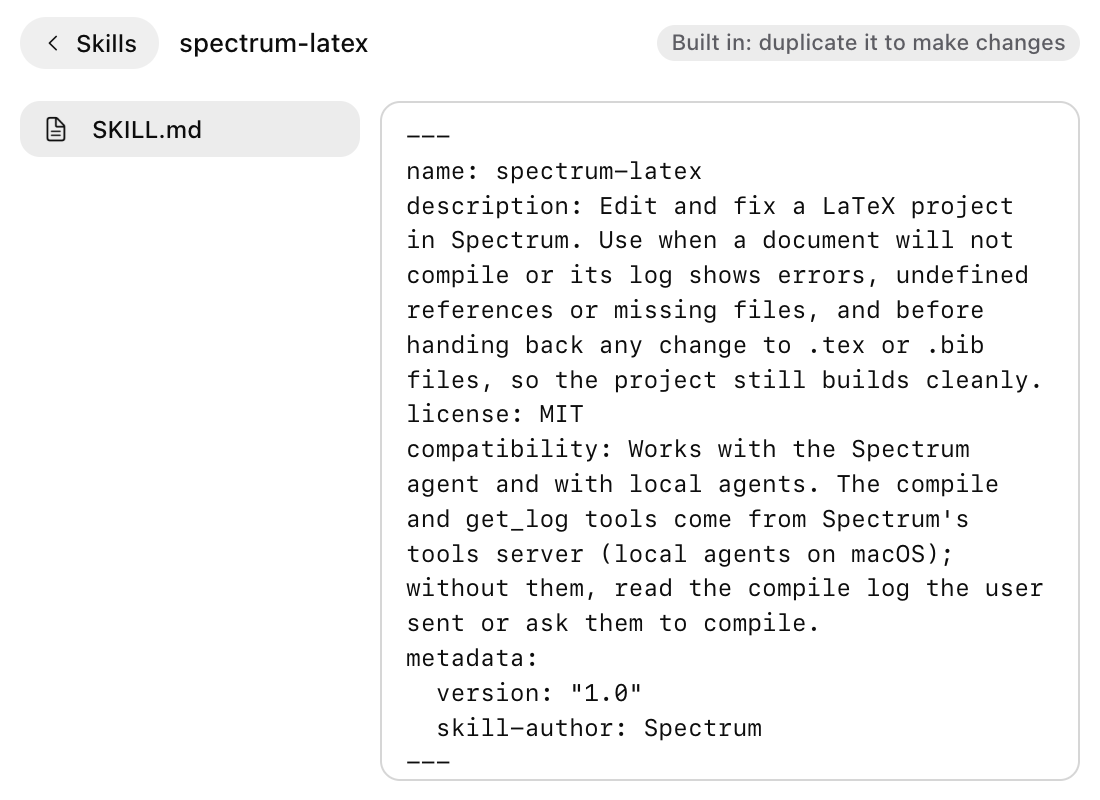 Skills
spectrum-latex
Built in: duplicate it to make changes
SKILL.md
---
name: spectrum-latex
description: Edit and fix a LaTeX project
in Spectrum. Use when a document will not
compile or its log shows errors, undefined
references or missing files, and before
handing back any change to .tex or .bib
files, so the project still builds cleanly.
license: MIT
compatibility: Works with the Spectrum
agent and with local agents. The compile
and get_log tools come from Spectrum's
tools server (local agents on macOS);
without them, read the compile log the user
sent or ask them to compile.
metadata:
  version: "1.0"
  skill-author: Spectrum
---